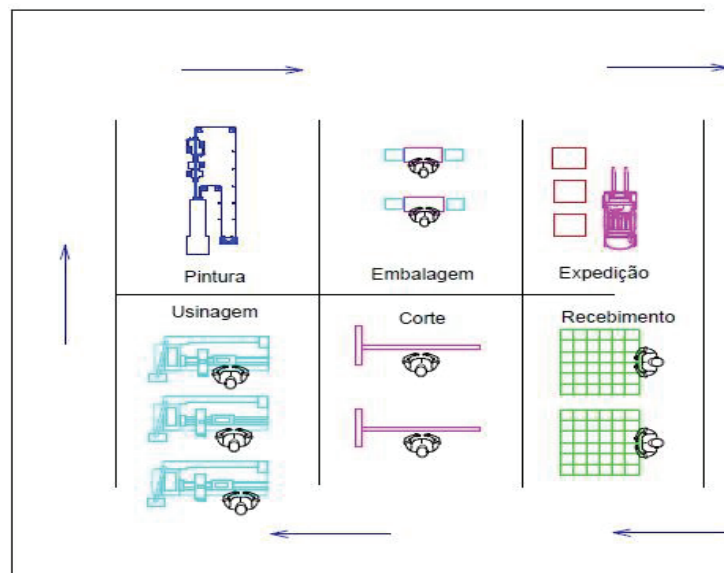 Pintura
Embalagem
Expedição
Usinagem
Corte
Recebimento